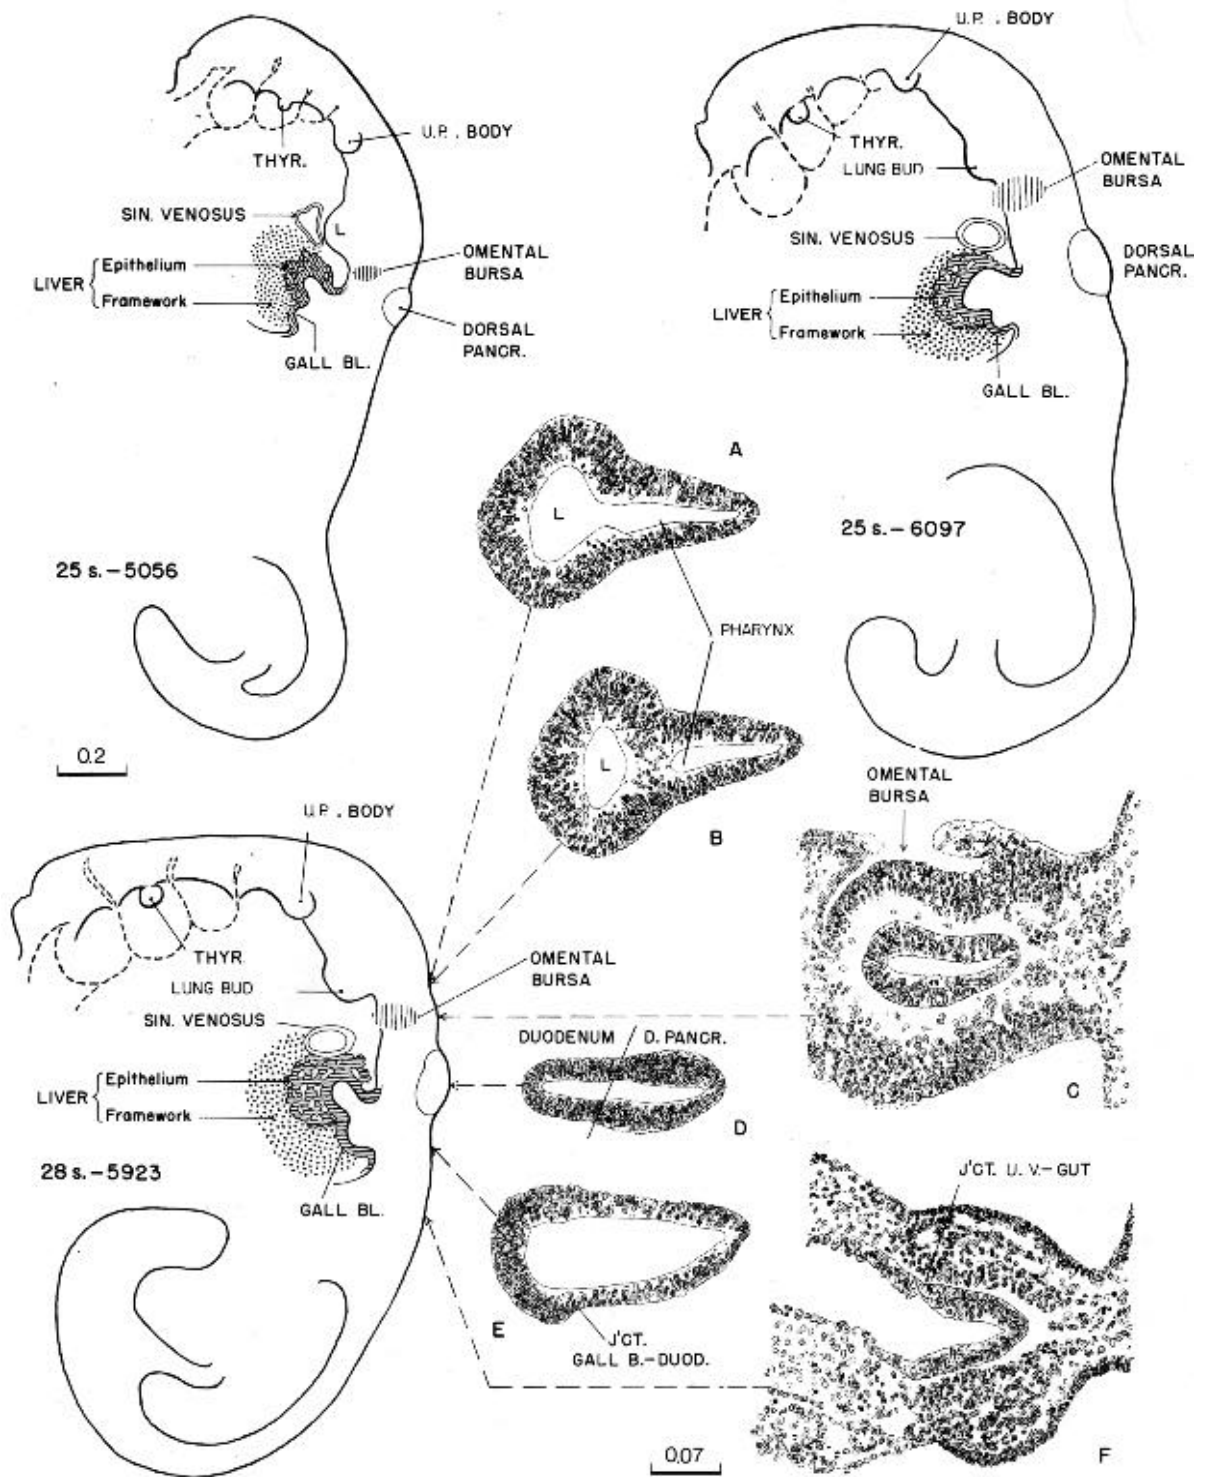 U.P. BODY
THYR.
SIN. VENOSUS
L
OMENTAL
BURSA
LIVER
Epithelium
Framework
DORSAL
PANCR.
GALL BL.
25 s. – 5056
0.2
U.P. BODY
THYR.
LUNG BUD
OMENTAL
BURSA
SIN. VENOSUS
DORSAL
PANCR.
LIVER
Epithelium
Framework
GALL BL.
25 s. – 6097
A
L
PHARYNX
L
B
OMENTAL
BURSA
C
U.P. BODY
THYR.
LUNG BUD
OMENTAL
BURSA
SIN. VENOSUS
LIVER
Epithelium
Framework
28 s. – 5923
GALL BL.
DUODENUM
D. PANCR.
D
E
J'CT.
GALL B.–DUOD.
J'CT. U. V.–GUT
F
0.07